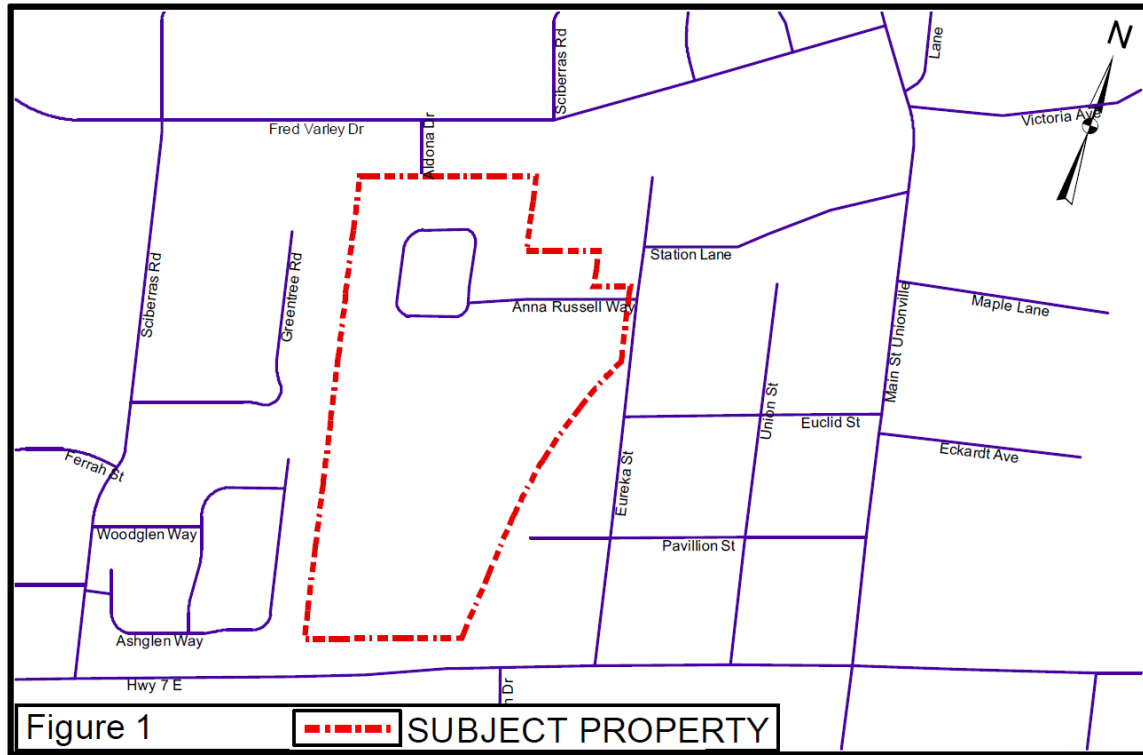 N
Sciberras Rd
Lane
Victoria Ave
Fred Varley Dr
Aldona Dr
Station Lane
Sciberras Rd
Greentree Rd
Anna Russell Way
Maple Lane
Main St Unionville
Union St
Euclid St
Eckardt Ave
Ferrah St
Eureka St
Woodglen Way
Pavillion St
Ashglen Way
Hwy 7 E
Dr
Figure 1
SUBJECT PROPERTY